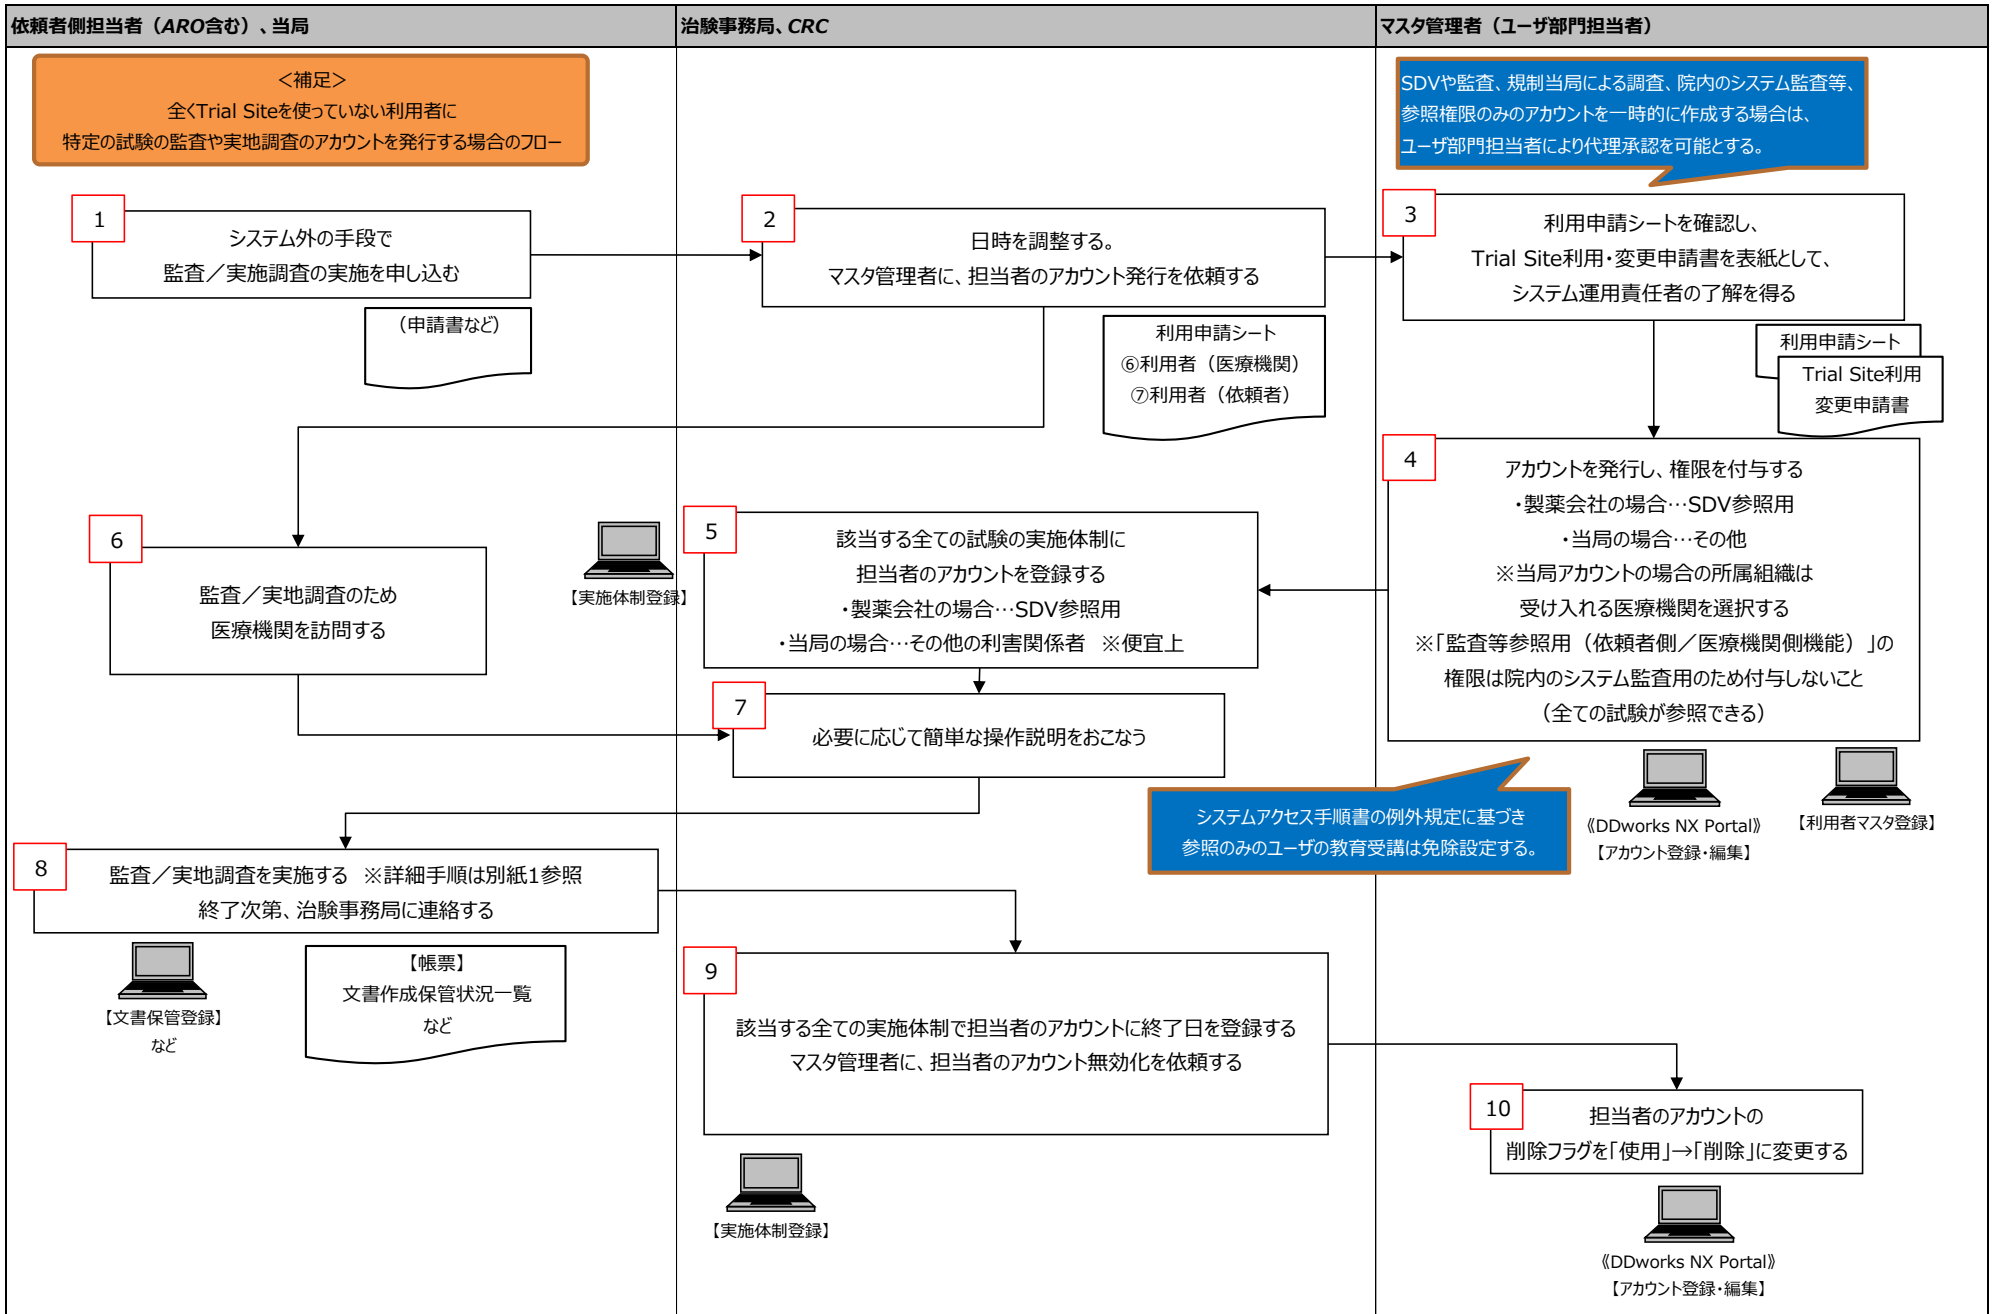 依頼者側担当者（ARO含む）、当局
治験事務局、CRC
マスタ管理者（ユーザ部門担当者）
＜補足＞
全くTrial Siteを使っていない利用者に
特定の試験の監査や実地調査のアカウントを発行する場合のフロー
SDVや監査、規制当局による調査、院内のシステム監査等、
参照権限のみのアカウントを一時的に作成する場合は、
ユーザ部門担当者により代理承認を可能とする。
1
システム外の手段で
監査／実施調査の実施を申し込む
（申請書など）
2
日時を調整する。
マスタ管理者に、担当者のアカウント発行を依頼する
利用申請シート
⑥利用者（医療機関）
⑦利用者（依頼者）
3
利用申請シートを確認し、
Trial Site利用・変更申請書を表紙として、
システム運用責任者の了解を得る
利用申請シート
Trial Site利用
変更申請書
4
アカウントを発行し、権限を付与する
・製薬会社の場合…SDV参照用
・当局の場合…その他
※当局アカウントの場合の所属組織は
受け入れる医療機関を選択する
※「監査等参照用（依頼者側／医療機関側機能）」の
権限は院内のシステム監査用のため付与しないこと
（全ての試験が参照できる）
《DDworks NX Portal》
【アカウント登録・編集】
【利用者マスタ登録】
5
該当する全ての試験の実施体制に
担当者のアカウントを登録する
・製薬会社の場合…SDV参照用
・当局の場合…その他の利害関係者　※便宜上
【実施体制登録】
6
監査／実地調査のため
医療機関を訪問する
7
必要に応じて簡単な操作説明をおこなう
システムアクセス手順書の例外規定に基づき
参照のみのユーザの教育受講は免除設定する。
8
監査／実地調査を実施する　※詳細手順は別紙1参照
終了次第、治験事務局に連絡する
【文書保管登録】
など
【帳票】
文書作成保管状況一覧
など
9
該当する全ての実施体制で担当者のアカウントに終了日を登録する
マスタ管理者に、担当者のアカウント無効化を依頼する
【実施体制登録】
10
担当者のアカウントの
削除フラグを「使用」→「削除」に変更する
《DDworks NX Portal》
【アカウント登録・編集】